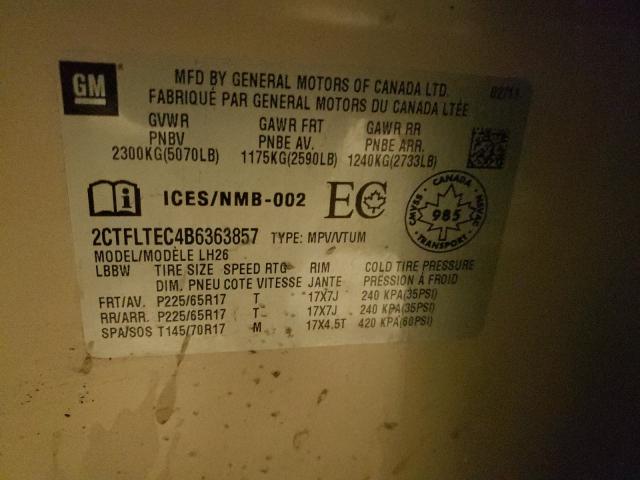 GM
MFD BY GENERAL MOTORS OF CANADA LTD. 02/11
FABRIQUÉ PAR GENERAL MOTORS DU CANADA LTÉE
GVWR GAWR FRT GAWR RR
PNBV PNBE AV. PNBE ARR.
2300KG(5070LB) 1175KG(2590LB) 1240KG(2733LB)
ICES/NMB-002 EC
CANADA
CMVSS 985 NSVAC
TRANSPORT
2CTFLTEC4B6363857 TYPE: MPV/VTUM
MODEL/MODÈLE LH26
LBBW TIRE SIZE SPEED RTG RIM COLD TIRE PRESSURE
DIM. PNEU COTE VITESSE JANTE PRESSION À FROID
FRT/AV. P225/65R17 T 17X7J 240 KPA(35PSI)
RR/ARR. P225/65R17 T 17X7J 240 KPA(35PSI)
SPA/SOS T145/70R17 M 17X4.5T 420 KPA(60PSI)